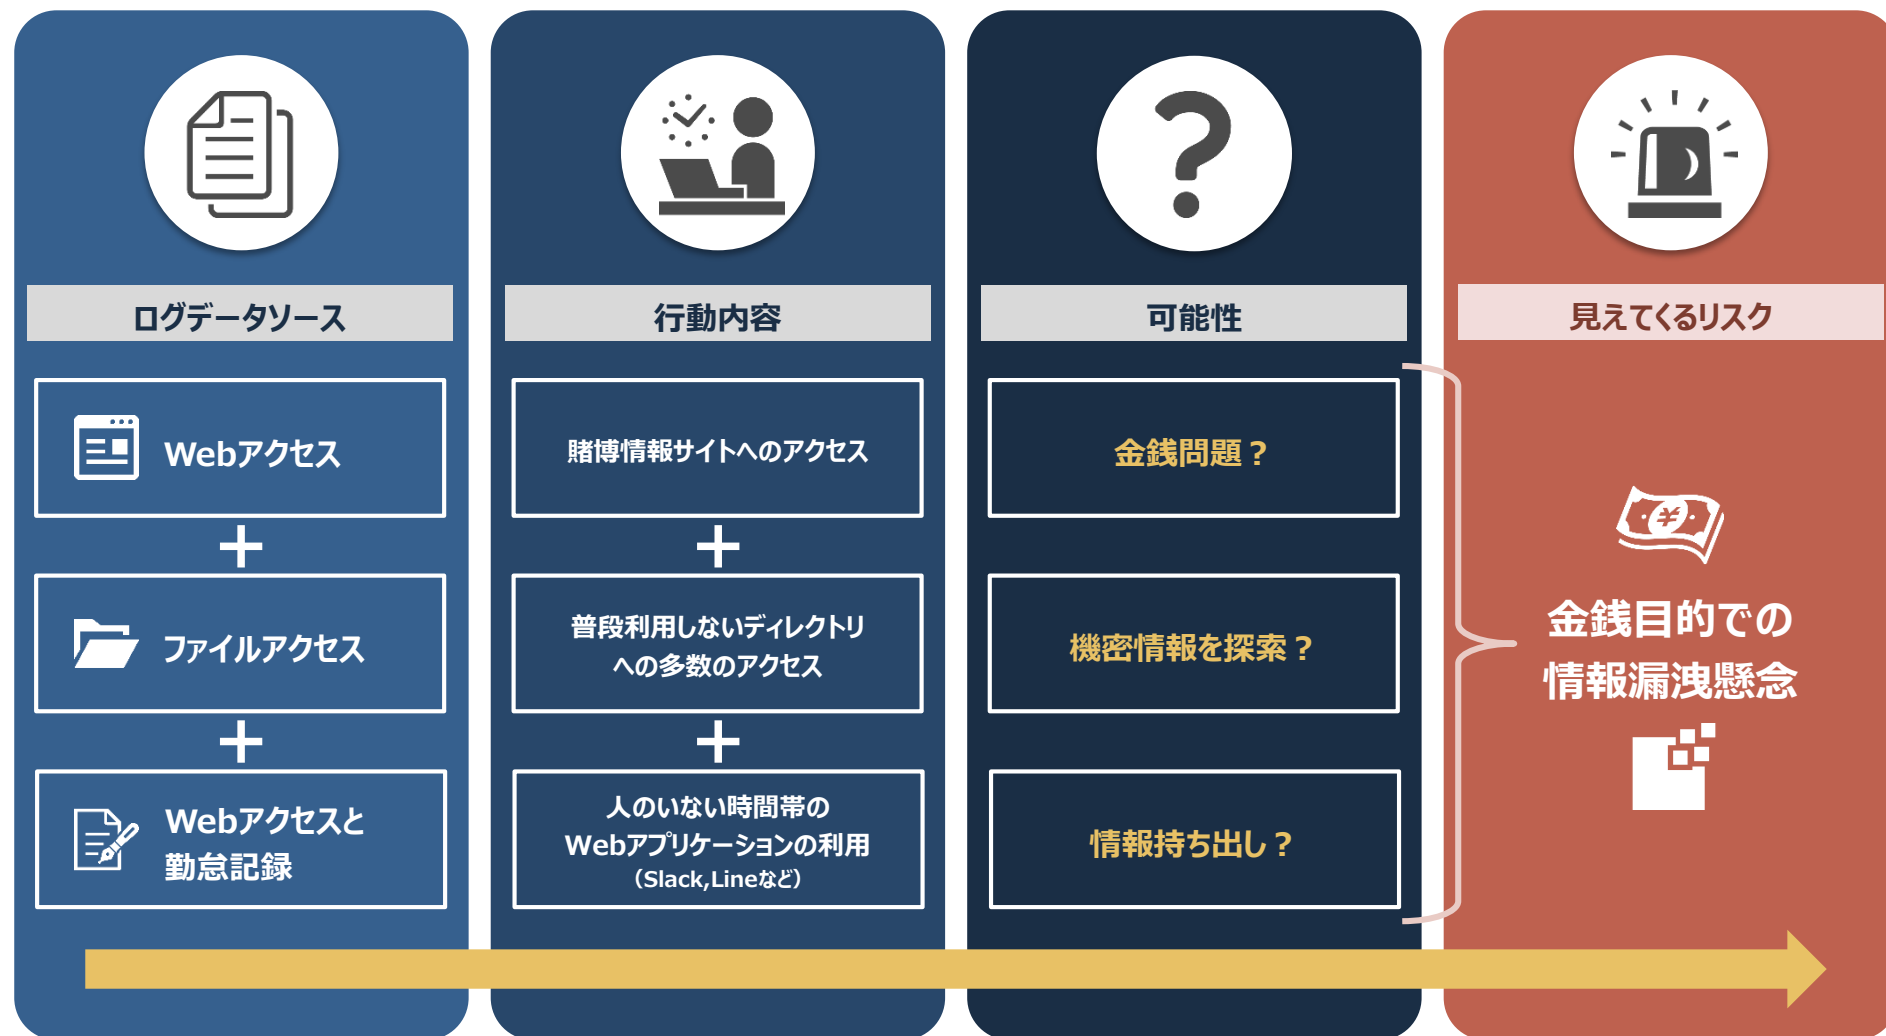 ログデータソース
行動内容
可能性
見えてくるリスク
Webアクセス
賭博情報サイトへのアクセス
金銭問題？
ファイルアクセス
普段利用しないディレクトリ
への多数のアクセス
機密情報を探索？
Webアクセスと
勤怠記録
人のいない時間帯の
Webアプリケーションの利用
（Slack,Lineなど）
情報持ち出し？
¥
金銭目的での
情報漏洩懸念